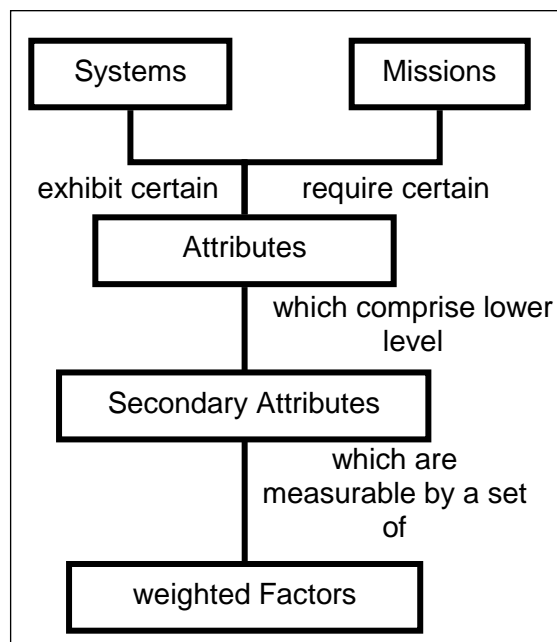 Systems
Missions
exhibit certain
require certain
Attributes
which comprise lower
level
Secondary Attributes
which are
measurable by a set
of
weighted Factors